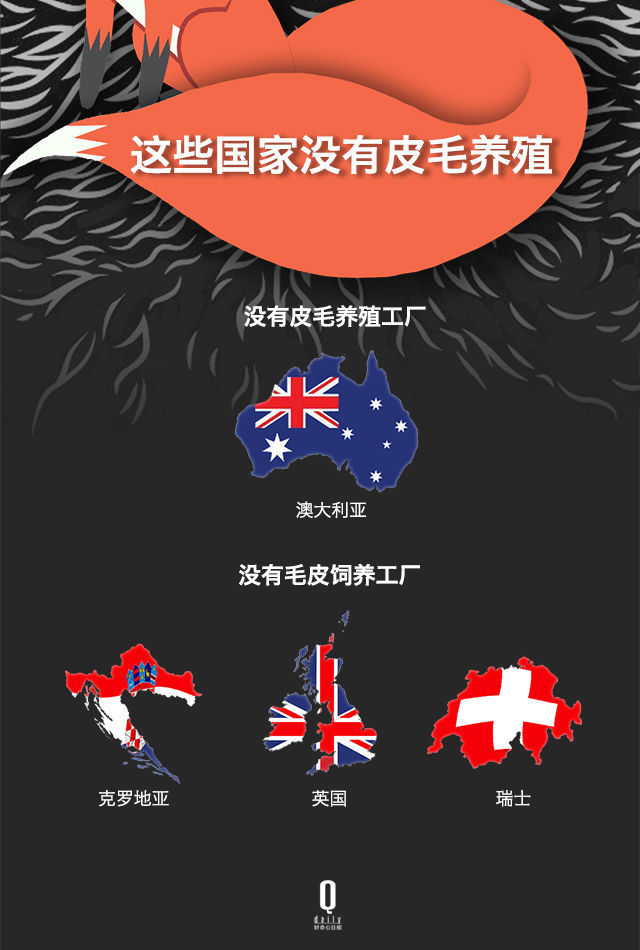 这些国家没有皮毛养殖
没有皮毛养殖工厂
澳大利亚
没有毛皮饲养工厂
克罗地亚
英国
瑞士
Q
daily
好奇心日报